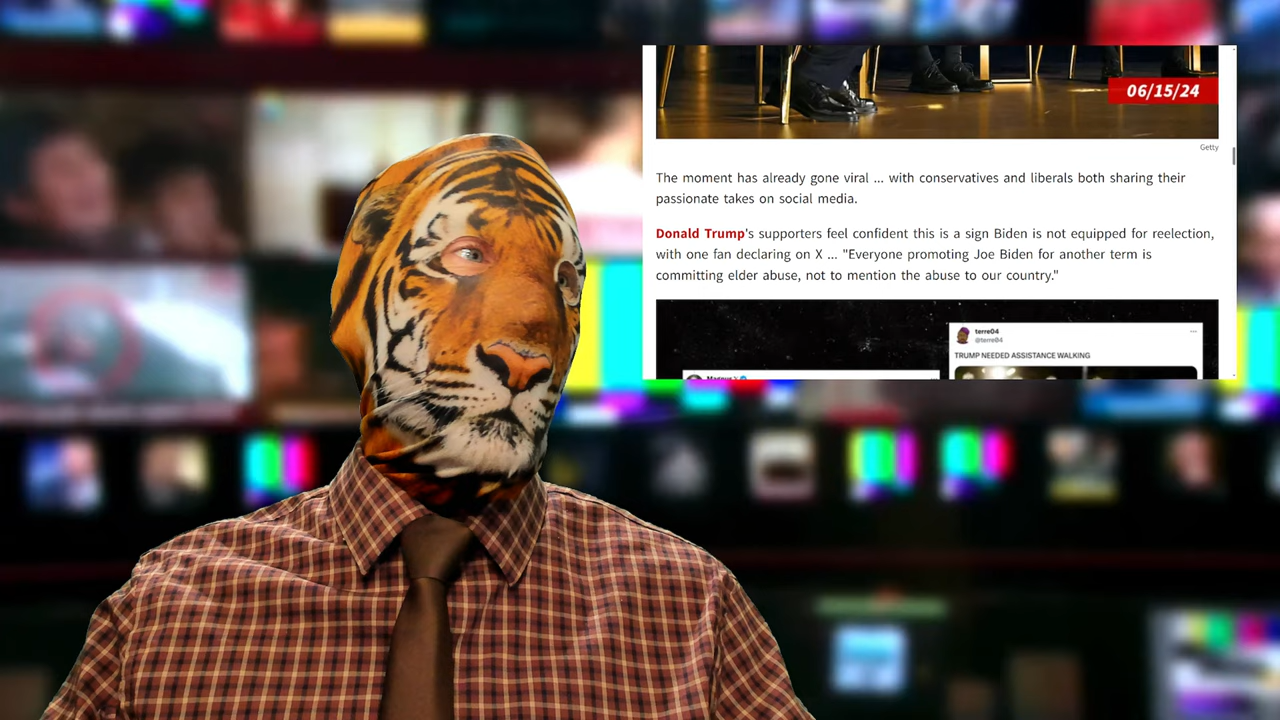 06/15/24
Getty
The moment has already gone viral ... with conservatives and liberals both sharing their
passionate takes on social media.
Donald Trump's supporters feel confident this is a sign Biden is not equipped for reelection,
with one fan declaring on X ... "Everyone promoting Joe Biden for another term is
committing elder abuse, not to mention the abuse to our country."
terre04
@terre04
TRUMP NEEDED ASSISTANCE WALKING